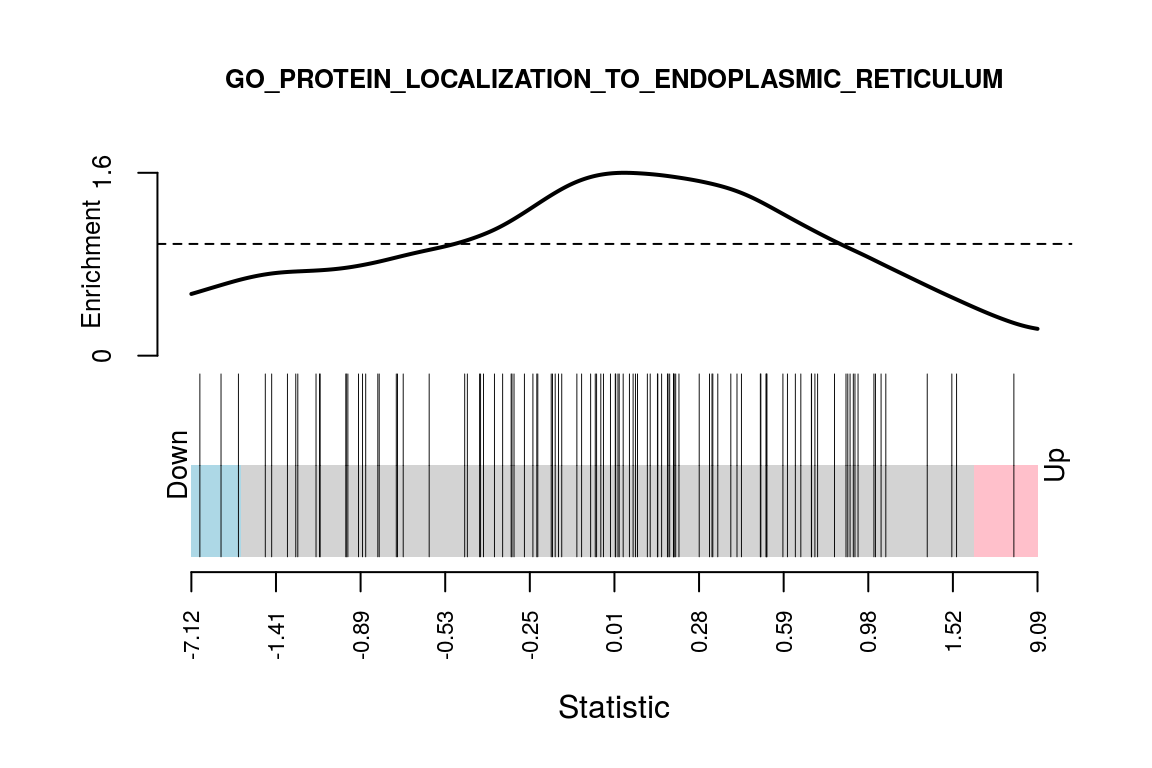 GO_PROTEIN_LOCALIZATION_TO_ENDOPLASMIC_RETICULUM
1.6
Enrichment
0
Down
Up
-7.12
-1.41
-0.89
-0.53
-0.25
0.01
0.28
0.59
0.98
1.52
9.09
Statistic